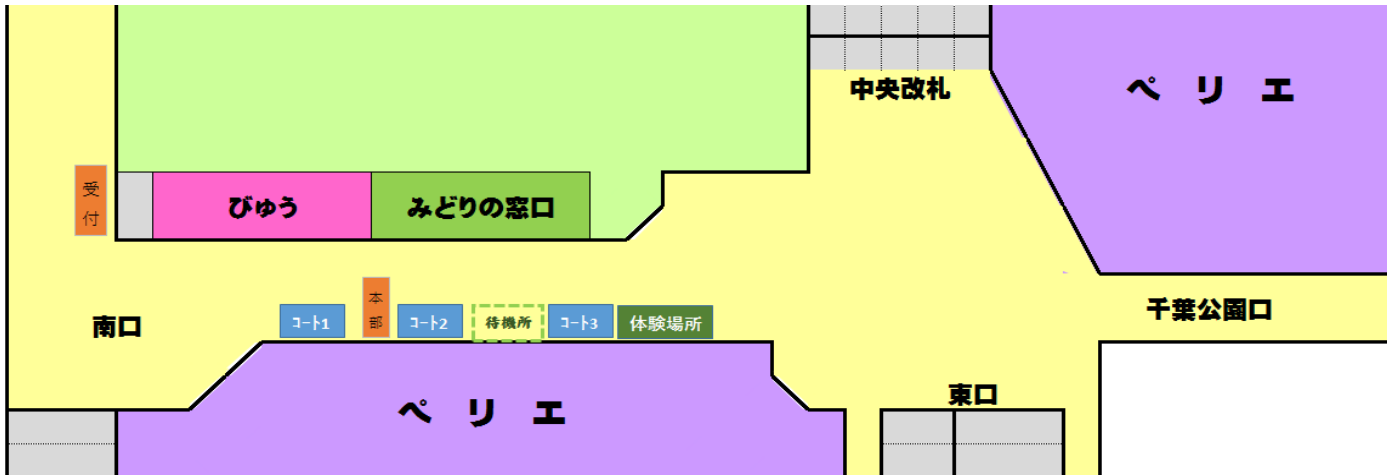 中央改札
ペリエ
受付
びゅう
みどりの窓口
本部
千葉公園口
南口
コート1
コート2
待機所
コート3
体験場所
東口
ペリエ